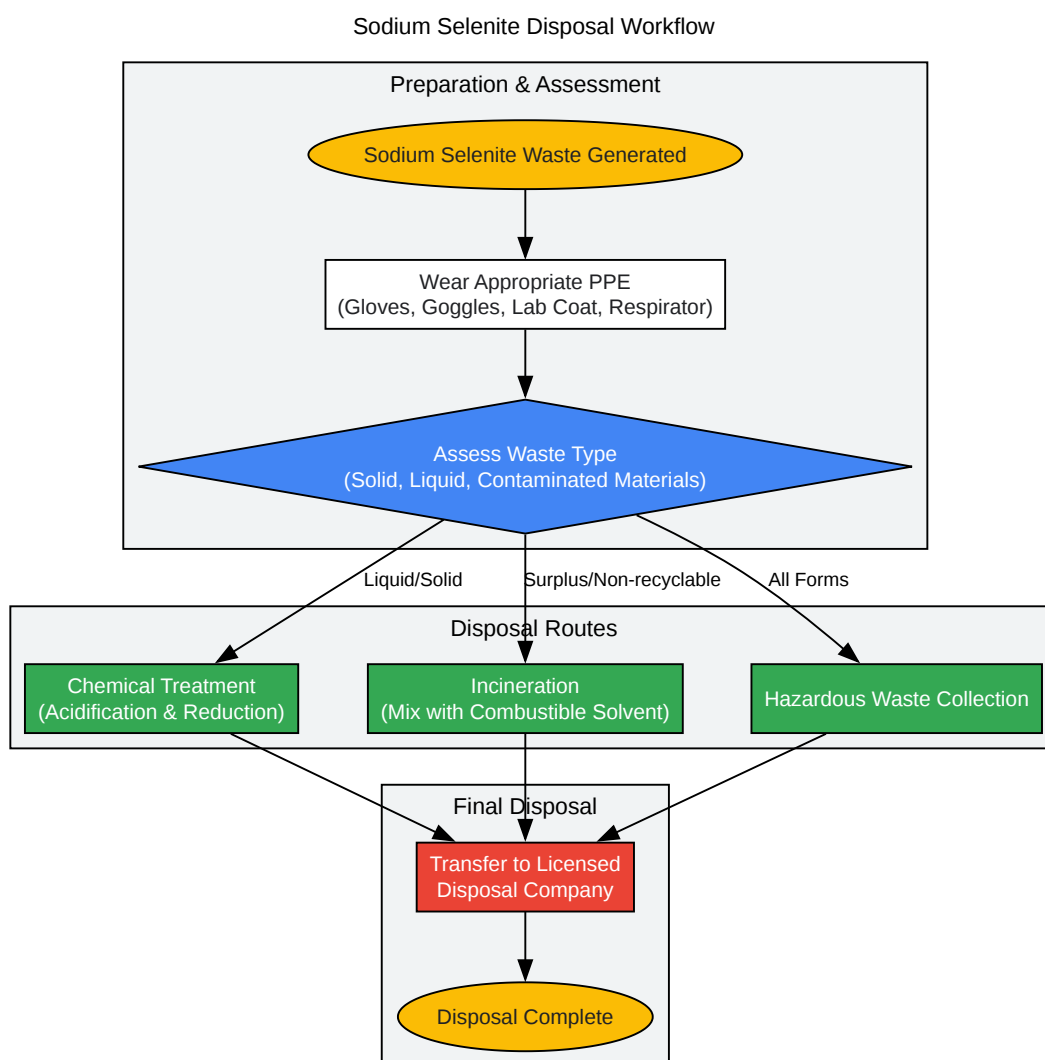 Sodium Selenite Disposal Workflow
Preparation & Assessment
Sodium Selenite Waste Generated
Wear Appropriate PPE
(Gloves, Goggles, Lab Coat, Respirator)
Assess Waste Type
(Solid, Liquid, Contaminated Materials)
Liquid/Solid
Surplus/Non-recyclable
All Forms
Disposal Routes
Chemical Treatment
(Acidification & Reduction)
Incineration
(Mix with Combustible Solvent)
Hazardous Waste Collection
Final Disposal
Transfer to Licensed
Disposal Company
Disposal Complete